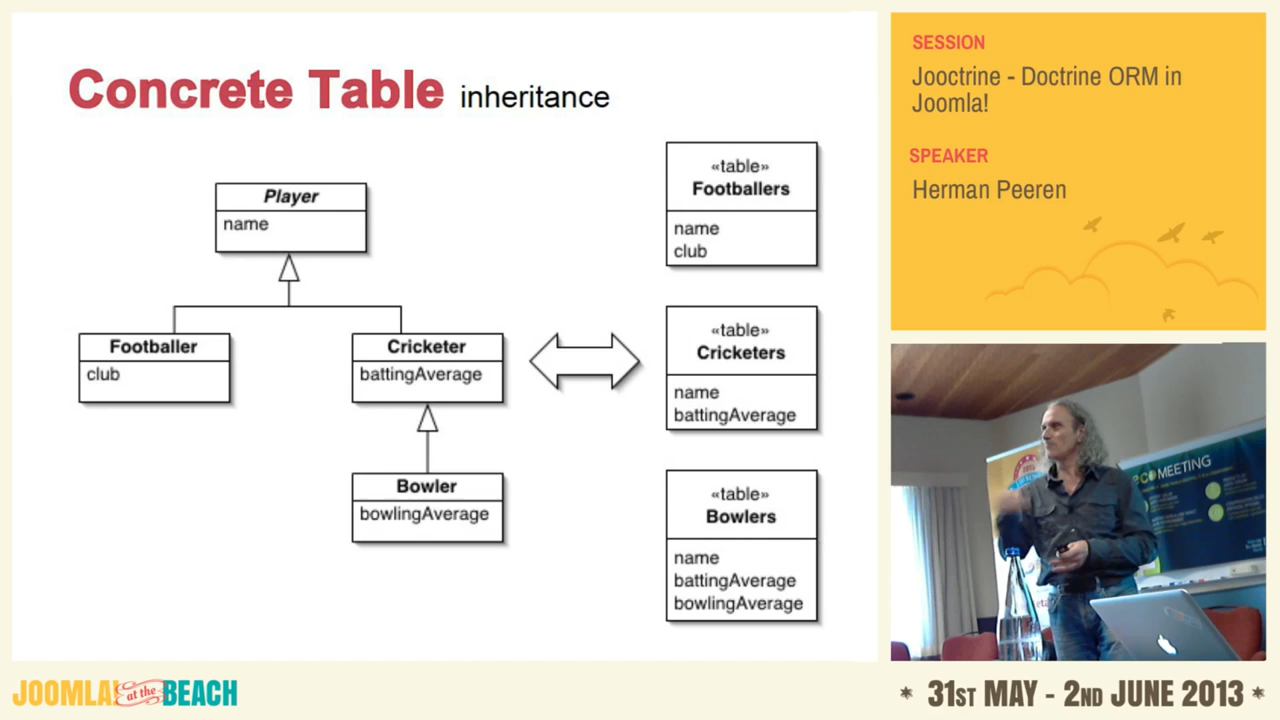 Concrete Table inheritance
Player
name
Footballer
club
Cricketer
battingAverage
Bowler
bowlingAverage
«table»
Footballers
name
club
«table»
Cricketers
name
battingAverage
«table»
Bowlers
name
battingAverage
bowlingAverage
SESSION
Jooctrine - Doctrine ORM in
Joomla!
SPEAKER
Herman Peeren
MEETING
JOOMLA! at the BEACH
* 31ST MAY - 2ND JUNE 2013 *